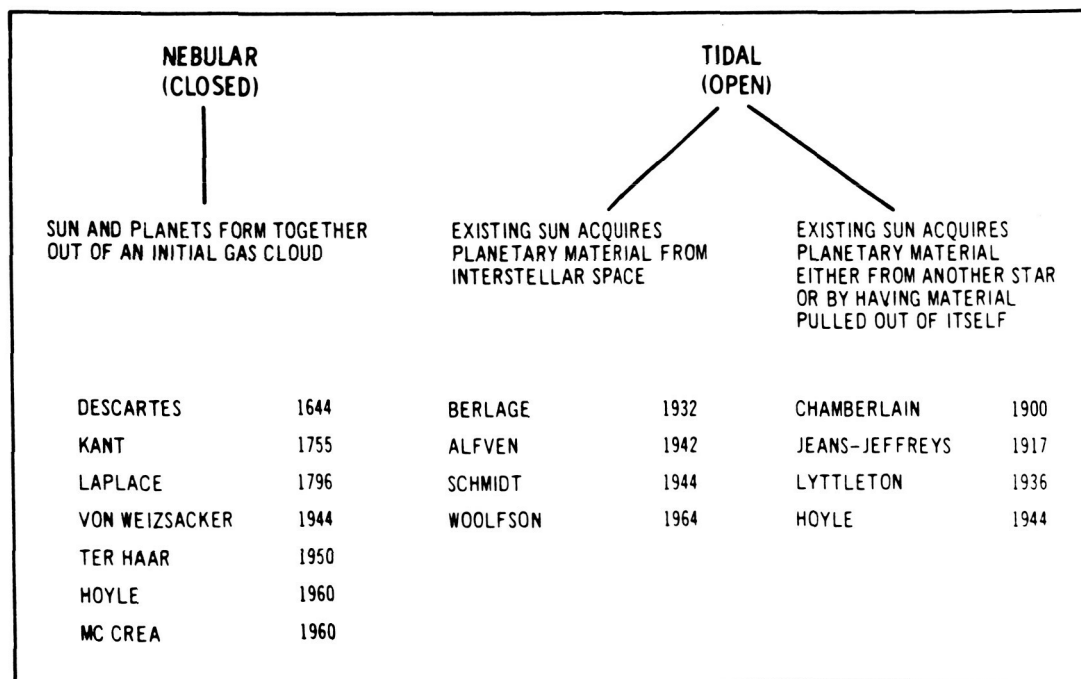 NEBULAR
(CLOSED)
TIDAL
(OPEN)
SUN AND PLANETS FORM TOGETHER
OUT OF AN INITIAL GAS CLOUD
EXISTING SUN ACQUIRES
PLANETARY MATERIAL FROM
INTERSTELLAR SPACE
EXISTING SUN ACQUIRES
PLANETARY MATERIAL
EITHER FROM ANOTHER STAR
OR BY HAVING MATERIAL
PULLED OUT OF ITSELF
DESCARTES 1644
KANT 1755
LAPLACE 1796
VON WEIZSACKER 1944
TER HAAR 1950
HOYLE 1960
MC CREA 1960
BERLAGE 1932
ALFVEN 1942
SCHMIDT 1944
WOOLFSON 1964
CHAMBERLAIN 1900
JEANS-JEFFREYS 1917
LYTTLETON 1936
HOYLE 1944